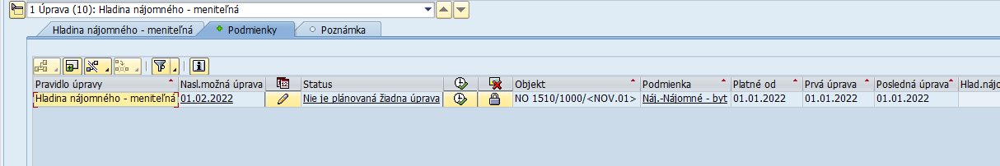 1 Úprava (10): Hladina nájomného - meniteľná
Hladina nájomného - meniteľná Podmienky Poznámka
Pravidlo úpravy Nasl.možná úprava Status Objekt Podmienka Platné od Prvá úprava Posledná úprava Hlad.nájo
Hladina nájomného - meniteľná 01.02.2022 Nie je plánovaná žiadna úprava NO 1510/1000/<NOV.01> Náj.-Nájomné - byt 01.01.2022 01.01.2022 01.01.2022